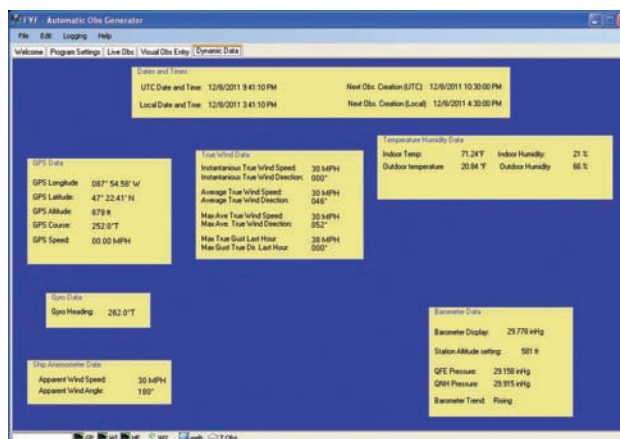 FYF - Automatic Obs Generator
File Edit Logging Help
Welcome Program Settings Live Obs Visual Obs Entry Dynamic Data
Dates and Times
UTC Date and Time: 12/8/2011 9:41:10 PM Next Obs. Creation (UTC): 12/8/2011 10:30:00 PM
Local Date and Time: 12/8/2011 3:41:10 PM Next Obs. Creation (Local): 12/8/2011 4:30:00 PM
GPS Data
GPS Longitude 087° 54.56' W
GPS Latitude: 47° 22.41' N
GPS Altitude 679 ft
GPS Course: 252.0°T
GPS Speed: 00.00 MPH
True Wind Data
Instantanious True Wind Speed: 30 MPH
Instantanious True Wind Direction: 000°
Average True Wind Speed: 30 MPH
Average True Wind Direction: 046°
Max Ave True Wind Speed: 30 MPH
Max Ave. True Wind Direction: 052°
Max True Gust Last Hour: 38 MPH
Max Gust True Dir. Last Hour: 000°
Temperature Humidity Data
Indoor Temp: 71.24°F Indoor Humidity: 21 %
Outdoor temperature 20.84 °F Outdoor Humidity 66 %
Gyro Data
Gyro Heading: 262.0°T
Ship Anemometer Data
Apparent Wind Speed: 30 MPH
Apparent Wind Angle: 100°
Barometer Data
Barometer Display: 29.778 inHg
Station Altitude setting: 581 ft
QFE Pressure: 29.158 inHg
QNH Pressure: 29.915 inHg
Barometer Trend: Rising